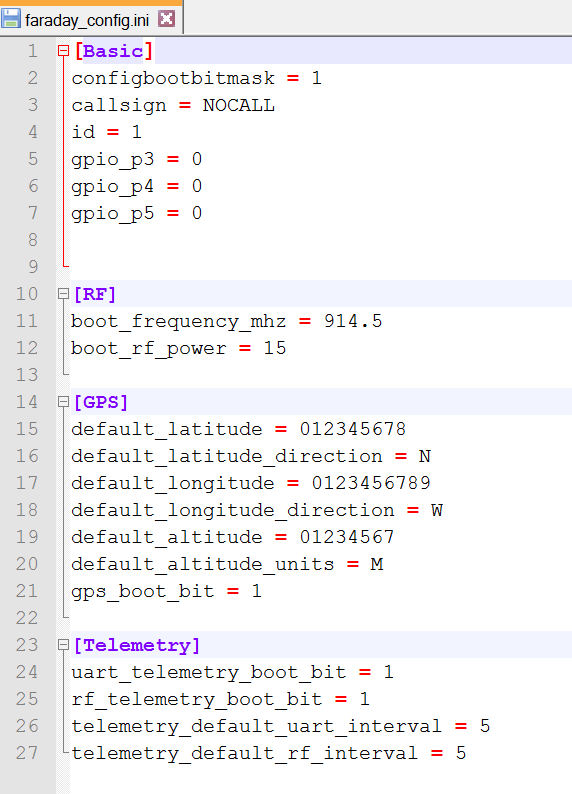 faraday_config.ini
1 [Basic]
2 configbootbitmask = 1
3 callsign = NOCALL
4 id = 1
5 gpio_p3 = 0
6 gpio_p4 = 0
7 gpio_p5 = 0
8
9
10 [RF]
11 boot_frequency_mhz = 914.5
12 boot_rf_power = 15
13
14 [GPS]
15 default_latitude = 012345678
16 default_latitude_direction = N
17 default_longitude = 0123456789
18 default_longitude_direction = W
19 default_altitude = 01234567
20 default_altitude_units = M
21 gps_boot_bit = 1
22
23 [Telemetry]
24 uart_telemetry_boot_bit = 1
25 rf_telemetry_boot_bit = 1
26 telemetry_default_uart_interval = 5
27 telemetry_default_rf_interval = 5